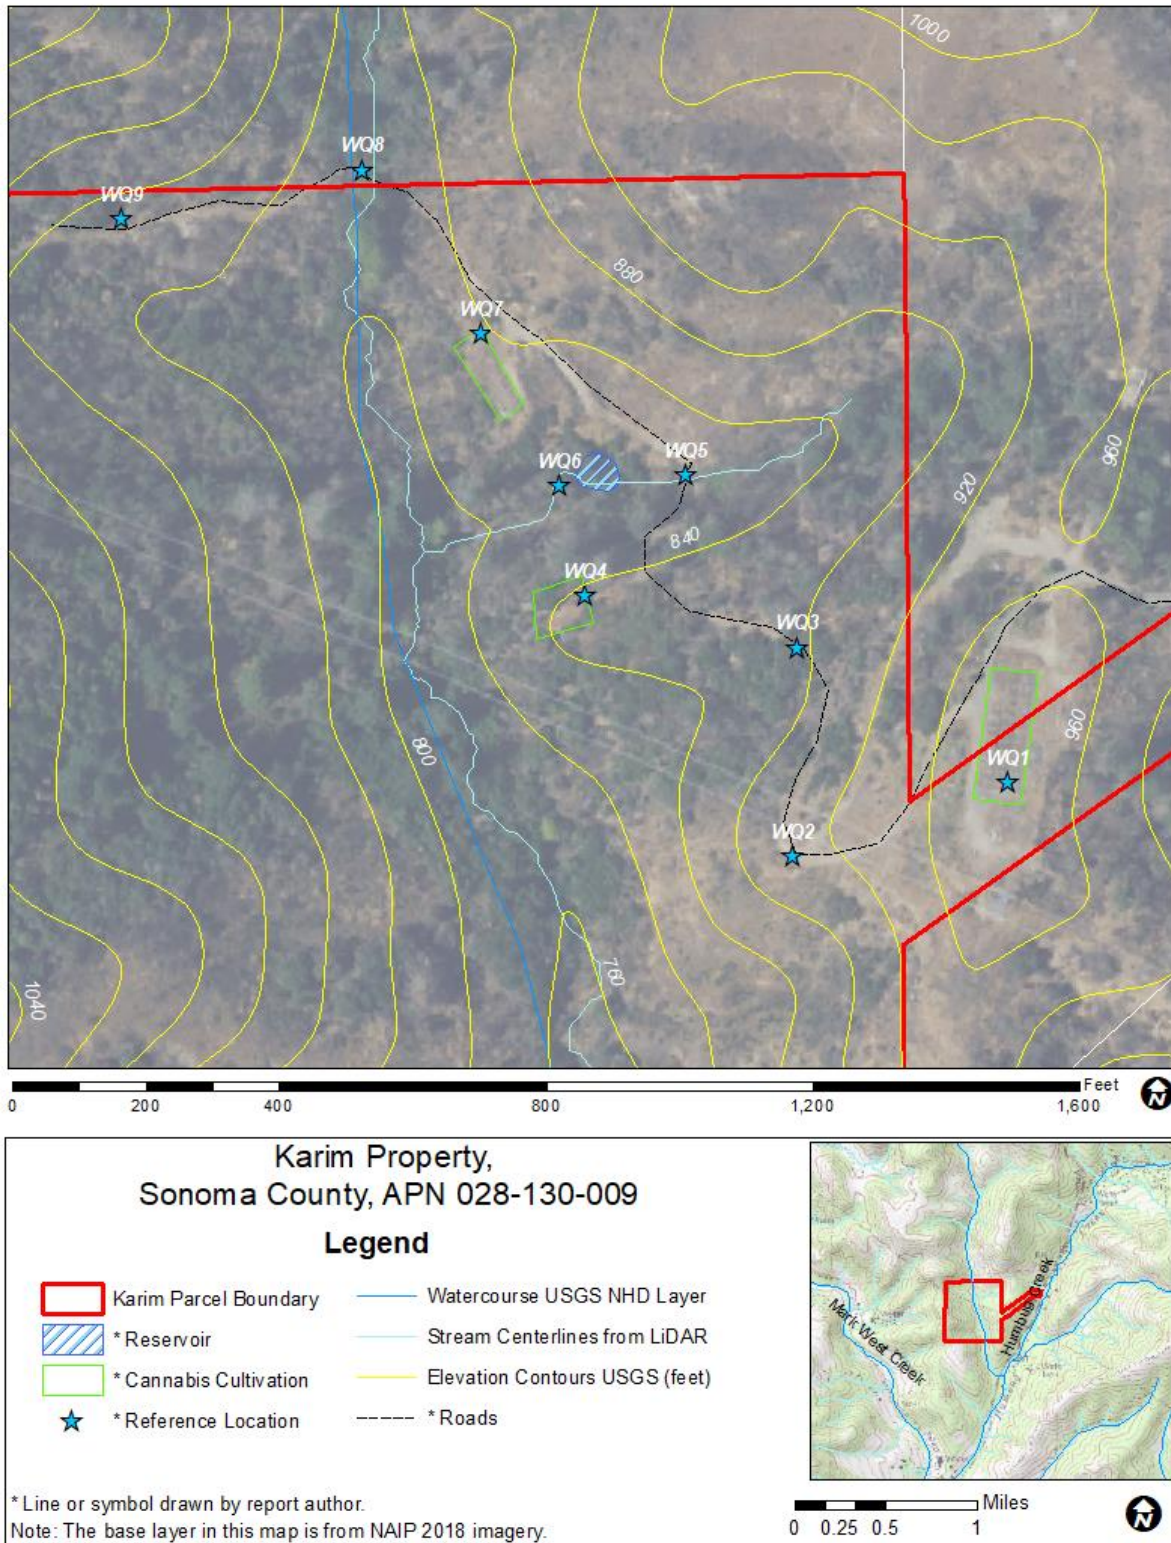 1000
WQ8
WQ9
880
WQ7
WQ5
WQ6
960
920
840
WQ4
WQ3
960
WQ1
800
WQ2
760
1040
Feet
0 200 400 800 1,200 1,600
N
Karim Property,
Sonoma County, APN 028-130-009
Legend
Karim Parcel Boundary
Watercourse USGS NHD Layer
* Reservoir
Stream Centerlines from LiDAR
* Cannabis Cultivation
Elevation Contours USGS (feet)
* Reference Location
* Roads
* Line or symbol drawn by report author.
Note: The base layer in this map is from NAIP 2018 imagery.
Humbug Creek
Mark West Creek
Miles
0 0.25 0.5 1
N